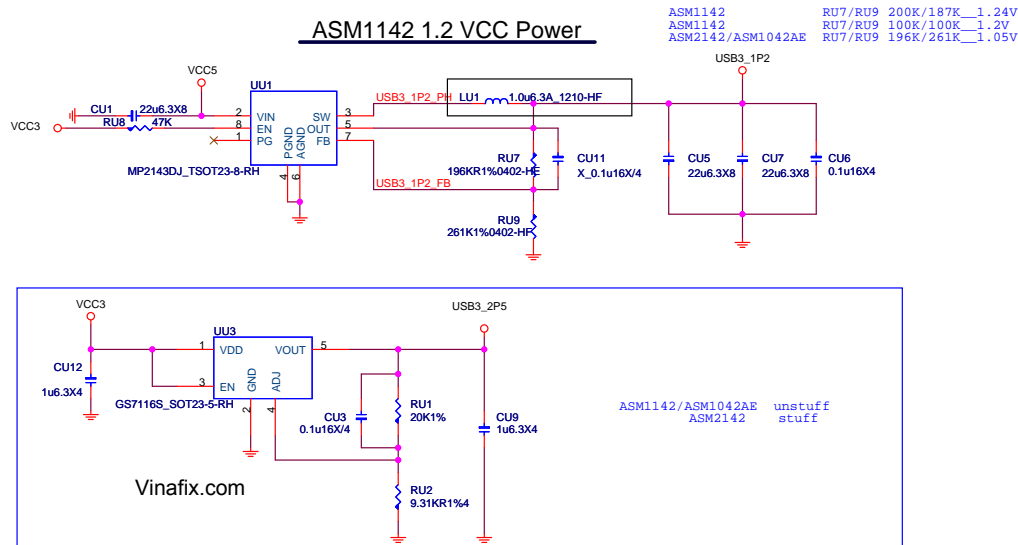 ASM1142 1.2 VCC Power
ASM1142 RU7/RU9 200K/187K__1.24V
ASM1142 RU7/RU9 100K/100K__1.2V
ASM2142/ASM1042AE RU7/RU9 196K/261K__1.05V
USB3_1P2
VCC5
UU1
USB3_1P2_PH
LU1 1.0u6.3A_1210-HF
CU1 22u6.3X8
2 VIN SW 3
VCC3
RU8 47K
8 EN OUT 5
1 PG FB 7
PGND
AGND
4
6
MP2143DJ_TSOT23-8-RH
RU7
196KR1%0402-HF
CU11
X_0.1u16X/4
CU5
22u6.3X8
CU7
22u6.3X8
CU6
0.1u16X4
USB3_1P2_FB
RU9
261K1%0402-HF
VCC3
USB3_2P5
UU3
1 VDD VOUT 5
CU12
1u6.3X4
3 EN
GND
ADJ
2
4
GS7116S_SOT23-5-RH
CU3
0.1u16X/4
RU1
20K1%
CU9
1u6.3X4
ASM1142/ASM1042AE unstuff
ASM2142 stuff
Vinafix.com
RU2
9.31KR1%4